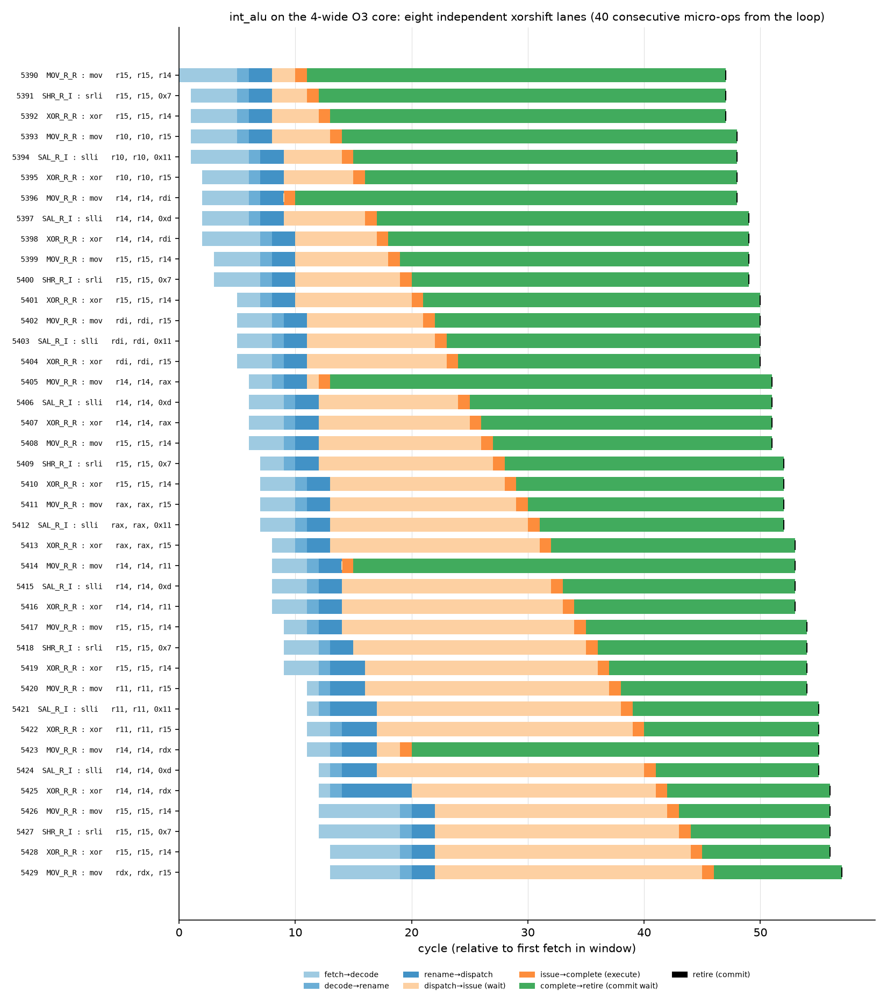 int_alu on the 4-wide O3 core: eight independent xorshift lanes (40 consecutive micro-ops from the loop)
5390  MOV_R_R : mov   r15, r15, r14
5391  SHR_R_I : srli   r15, r15, 0x7
5392  XOR_R_R : xor   r15, r15, r14
5393  MOV_R_R : mov   r10, r10, r15
5394  SAL_R_I : slli   r10, r10, 0x11
5395  XOR_R_R : xor   r10, r10, r15
5396  MOV_R_R : mov   r14, r14, rdi
5397  SAL_R_I : slli   r14, r14, 0xd
5398  XOR_R_R : xor   r14, r14, rdi
5399  MOV_R_R : mov   r15, r15, r14
5400  SHR_R_I : srli   r15, r15, 0x7
5401  XOR_R_R : xor   r15, r15, r14
5402  MOV_R_R : mov   rdi, rdi, r15
5403  SAL_R_I : slli   rdi, rdi, 0x11
5404  XOR_R_R : xor   rdi, rdi, r15
5405  MOV_R_R : mov   r14, r14, rax
5406  SAL_R_I : slli   r14, r14, 0xd
5407  XOR_R_R : xor   r14, r14, rax
5408  MOV_R_R : mov   r15, r15, r14
5409  SHR_R_I : srli   r15, r15, 0x7
5410  XOR_R_R : xor   r15, r15, r14
5411  MOV_R_R : mov   rax, rax, r15
5412  SAL_R_I : slli   rax, rax, 0x11
5413  XOR_R_R : xor   rax, rax, r15
5414  MOV_R_R : mov   r14, r14, r11
5415  SAL_R_I : slli   r14, r14, 0xd
5416  XOR_R_R : xor   r14, r14, r11
5417  MOV_R_R : mov   r15, r15, r14
5418  SHR_R_I : srli   r15, r15, 0x7
5419  XOR_R_R : xor   r15, r15, r14
5420  MOV_R_R : mov   r11, r11, r15
5421  SAL_R_I : slli   r11, r11, 0x11
5422  XOR_R_R : xor   r11, r11, r15
5423  MOV_R_R : mov   r14, r14, rdx
5424  SAL_R_I : slli   r14, r14, 0xd
5425  XOR_R_R : xor   r14, r14, rdx
5426  MOV_R_R : mov   r15, r15, r14
5427  SHR_R_I : srli   r15, r15, 0x7
5428  XOR_R_R : xor   r15, r15, r14
5429  MOV_R_R : mov   rdx, rdx, r15
0 10 20 30 40 50
cycle (relative to first fetch in window)
fetch→decode rename→dispatch issue→complete (execute) retire (commit)
decode→rename dispatch→issue (wait) complete→retire (commit wait)